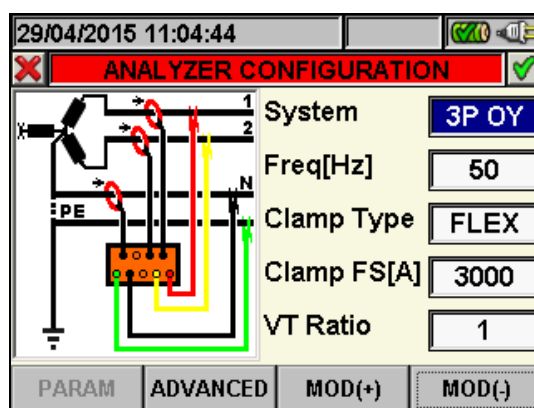 29/04/2015 11:04:44
ANALYZER CONFIGURATION
1
2
N
PE
System 3P OY
Freq[Hz] 50
Clamp Type FLEX
Clamp FS[A] 3000
VT Ratio 1
PARAM ADVANCED MOD(+) MOD(-)